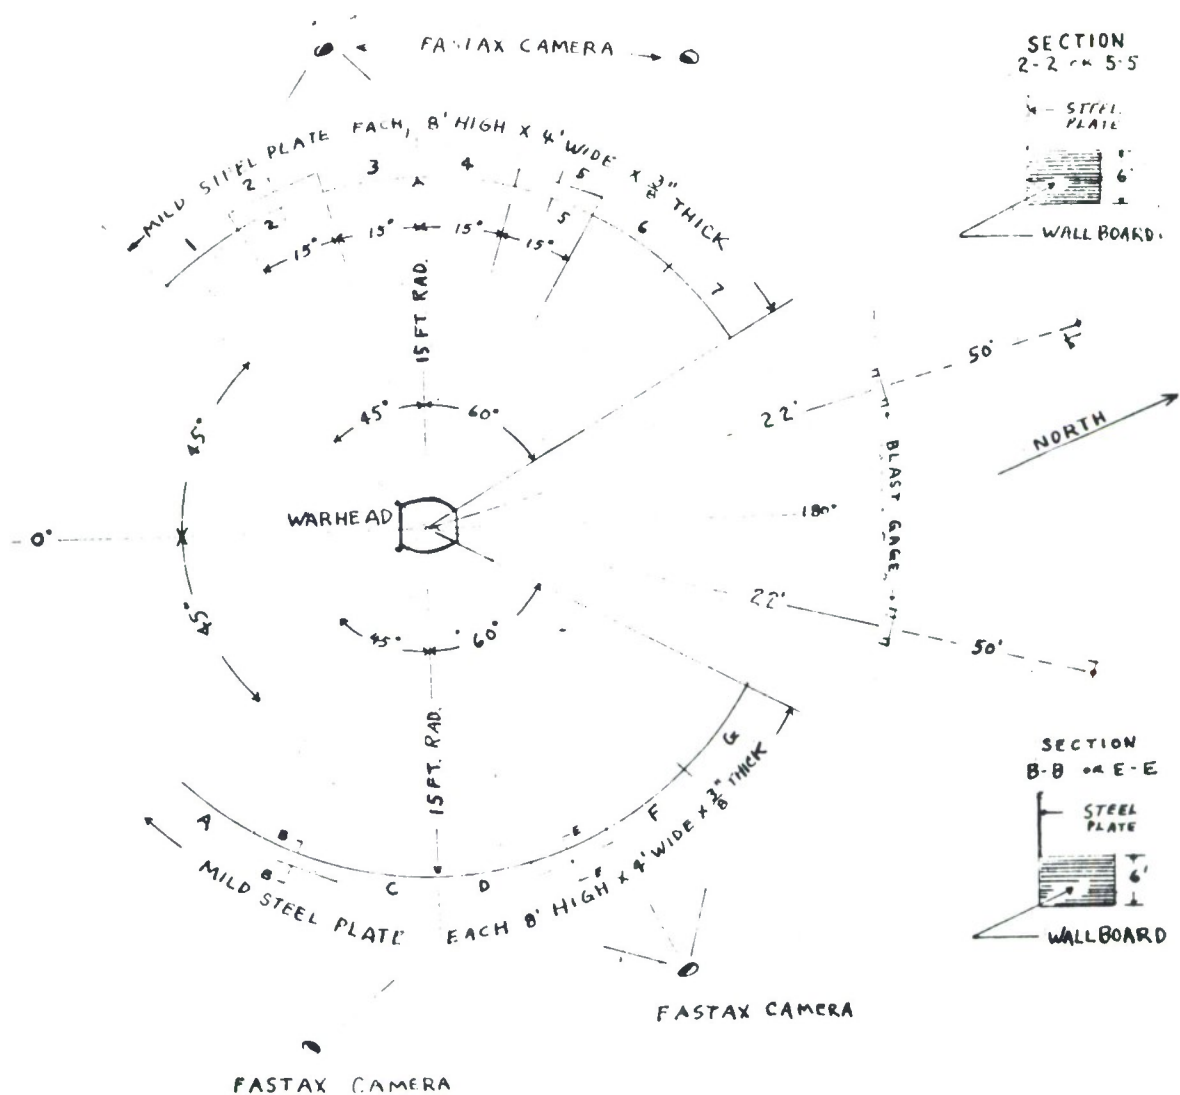 FASTAX CAMERA
SECTION
2-2 OR 5-5
STEEL
PLATE
6'
WALLBOARD
MILD STEEL PLATE EACH, 8' HIGH X 4' WIDE X 3/8" THICK
1
2
2
3
4
5
5
6
7
15°
15°
15°
15°
15 FT RAD.
45°
60°
45°
45°
0°
WARHEAD
180°
22'
50'
BLAST GAGE
NORTH
22'
50'
45°
60°
15 FT. RAD.
A
B
B
C
D
E
E
F
G
MILD STEEL PLATE EACH 8' HIGH X 4' WIDE X 3/8" THICK
SECTION
B-B OR E-E
STEEL
PLATE
6'
WALLBOARD
FASTAX CAMERA
FASTAX CAMERA